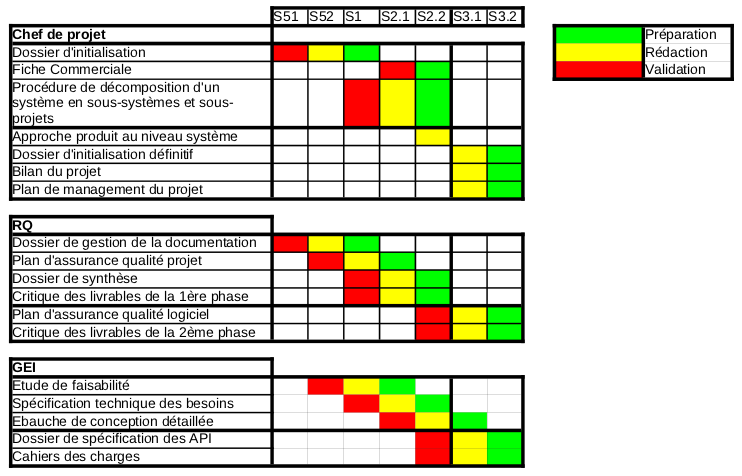 S51 S52 S1 S2.1 S2.2 S3.1 S3.2
Chef de projet
Préparation
Dossier d'initialisation
Rédaction
Fiche Commerciale
Validation
Procédure de décomposition d'un
système en sous-systèmes et sous-
projets
Approche produit au niveau système
Dossier d'initialisation définitif
Bilan du projet
Plan de management du projet
RQ
Dossier de gestion de la documentation
Plan d'assurance qualité projet
Dossier de synthèse
Critique des livrables de la 1ère phase
Plan d'assurance qualité logiciel
Critique des livrables de la 2ème phase
GEI
Etude de faisabilité
Spécification technique des besoins
Ebauche de conception détaillée
Dossier de spécification des API
Cahiers des charges